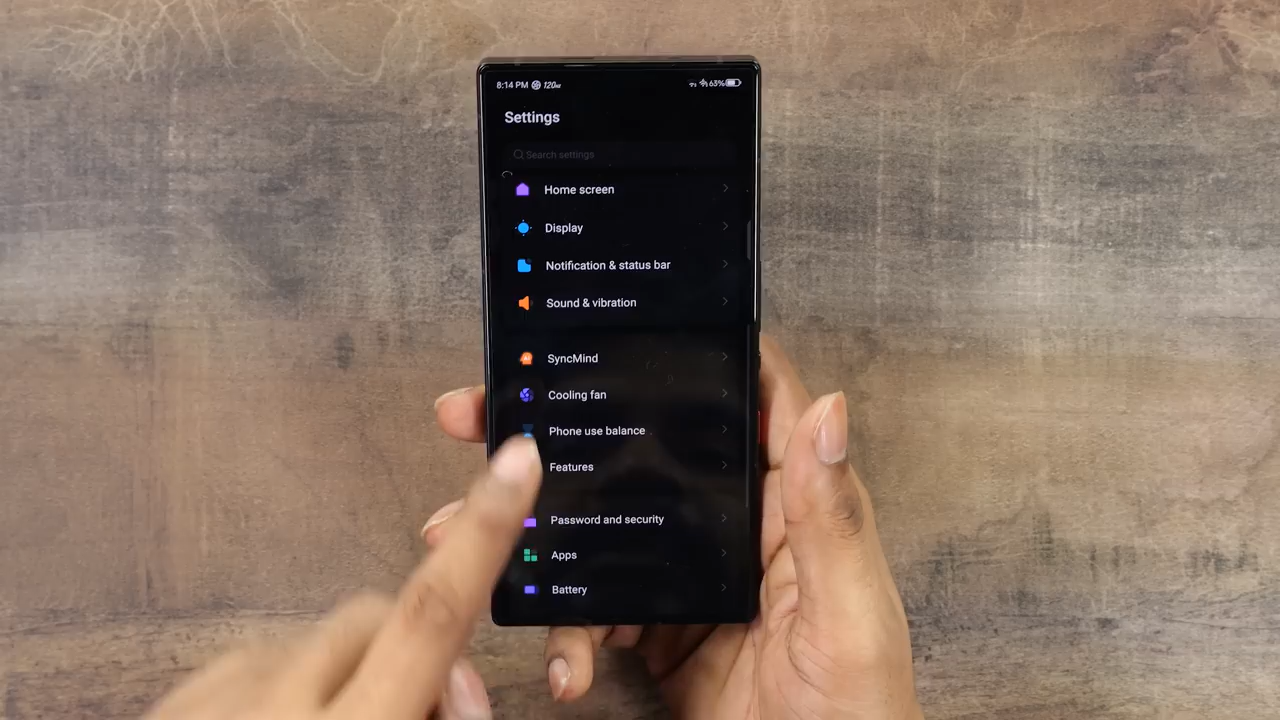 8:14 PM 120Hz 63%
Settings
Search settings
Home screen
Display
Notification & status bar
Sound & vibration
SyncMind
Cooling fan
Phone use balance
Features
Password and security
Apps
Battery